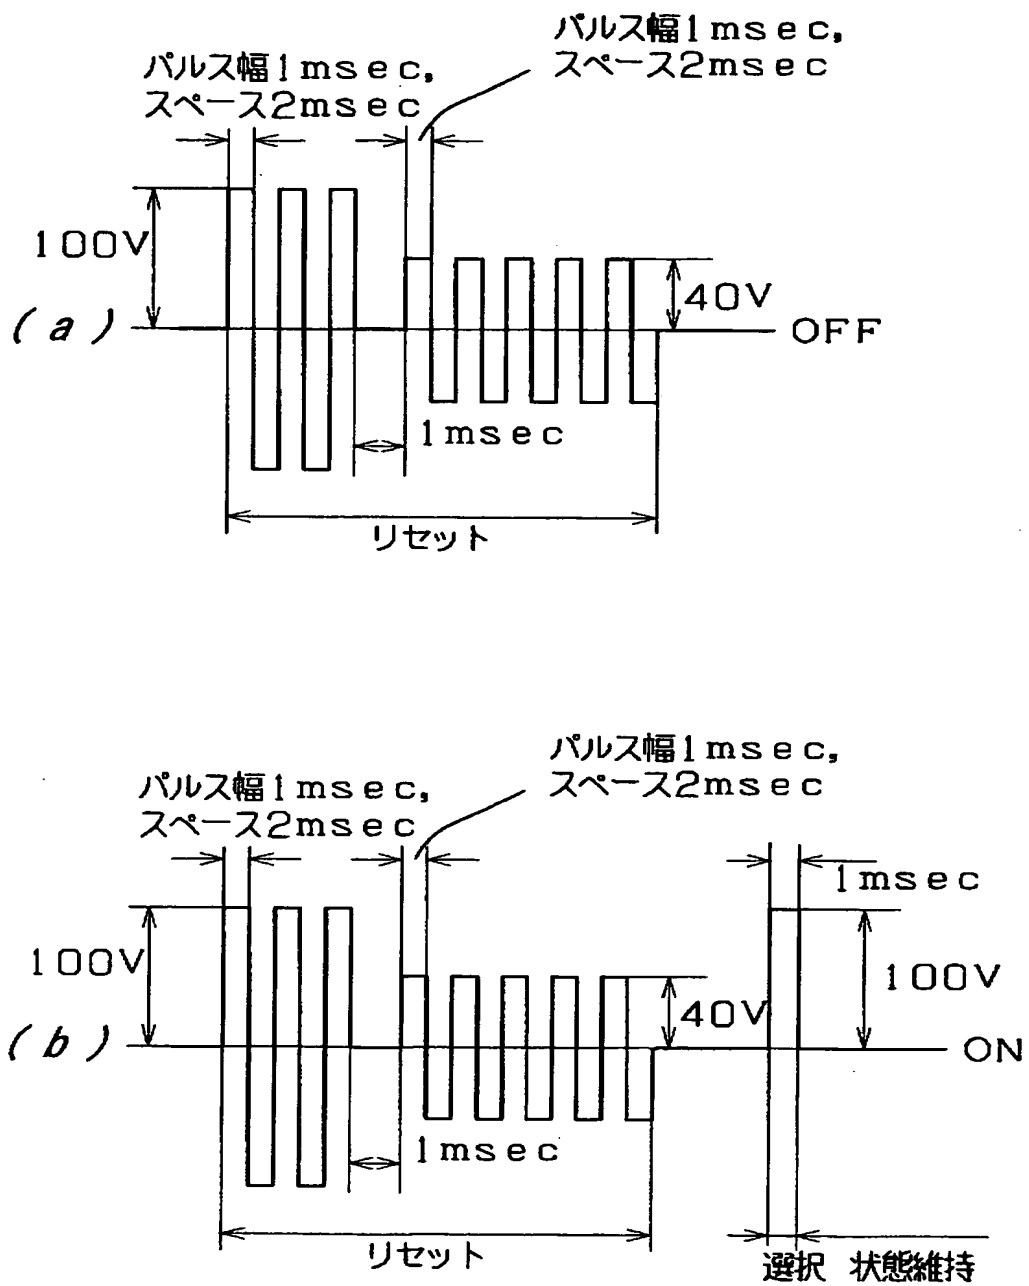 パルス幅1msec,
スペース2msec
パルス幅1msec,
スペース2msec
100V
40V
(a)
OFF
1msec
リセット
パルス幅1msec,
スペース2msec
パルス幅1msec,
スペース2msec
1msec
100V
100V
40V
(b)
ON
1msec
リセット
選択 状態維持